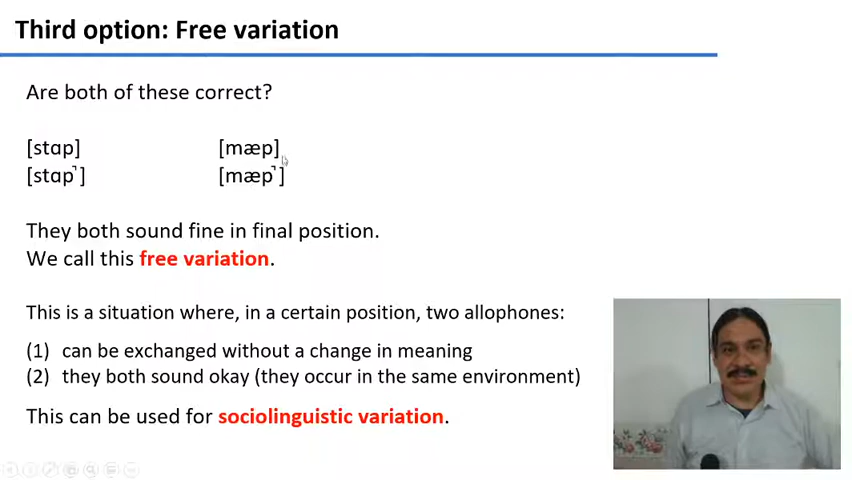 Third option: Free variation
Are both of these correct?
[stɑp] [mæp]
[stɑp̚ ] [mæp̚ ]
They both sound fine in final position.
We call this free variation.
This is a situation where, in a certain position, two allophones:
(1) can be exchanged without a change in meaning
(2) they both sound okay (they occur in the same environment)
This can be used for sociolinguistic variation.